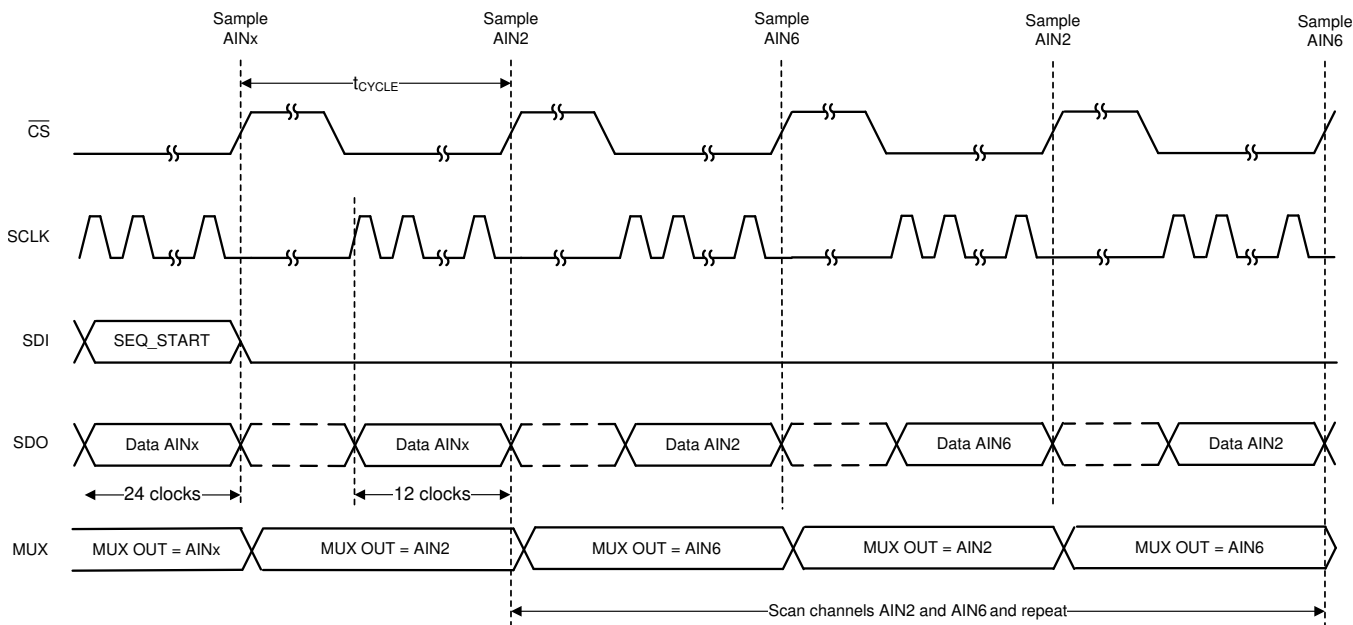 Sample
AINx
Sample
AIN2
Sample
AIN6
Sample
AIN2
Sample
AIN6
tCYCLE
CS
SCLK
SDI
SEQ_START
SDO
Data AINx
Data AINx
Data AIN2
Data AIN6
Data AIN2
24 clocks
12 clocks
MUX
MUX OUT = AINx
MUX OUT = AIN2
MUX OUT = AIN6
MUX OUT = AIN2
MUX OUT = AIN6
Scan channels AIN2 and AIN6 and repeat